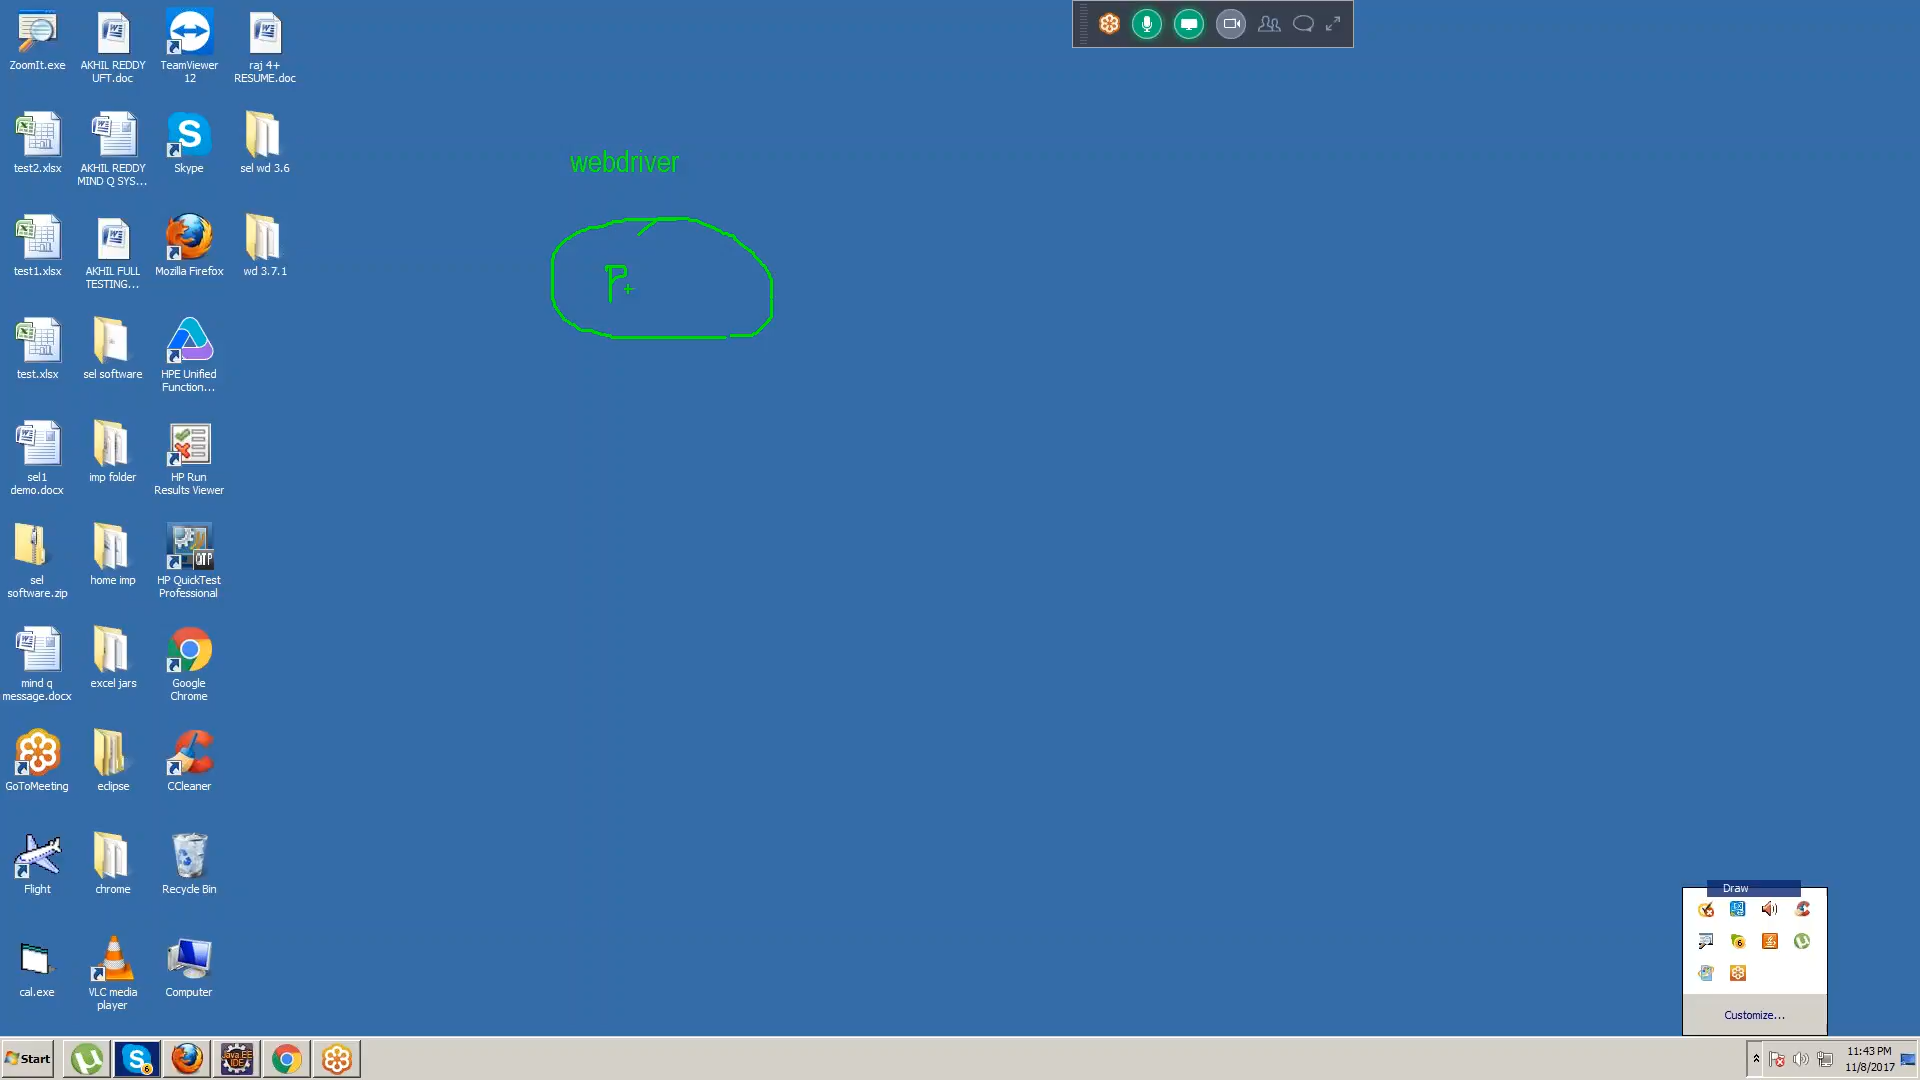 ZoomIt.exe
AKHIL REDDY
UFT.doc
TeamViewer
12
raj 4+
RESUME.doc
test2.xlsx
AKHIL REDDY
MIND Q SYS...
Skype
sel wd 3.6
webdriver
test1.xlsx
AKHIL FULL
TESTING...
Mozilla Firefox
wd 3.7.1
P
test.xlsx
sel software
HPE Unified
Function...
sel1
demo.docx
imp folder
HP Run
Results Viewer
sel
software.zip
home imp
QTP
HP QuickTest
Professional
mind q
message.docx
excel jars
Google
Chrome
GoToMeeting
eclipse
CCleaner
Flight
chrome
Recycle Bin
Draw
cal.exe
VLC media
player
Computer
Customize...
Start
Java EE
IDE
11:43 PM
11/8/2017